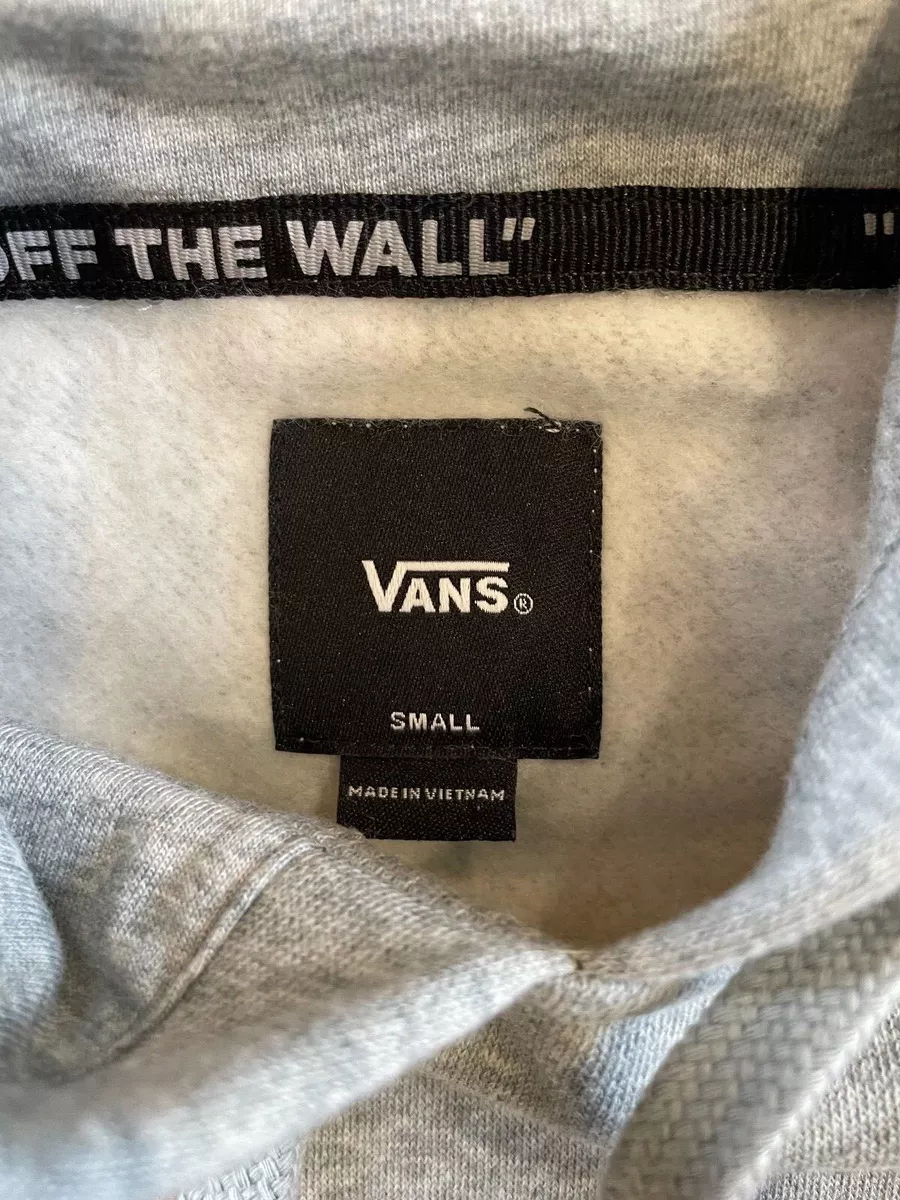 OFF THE WALL" "
VANS®
SMALL
MADE IN VIETNAM